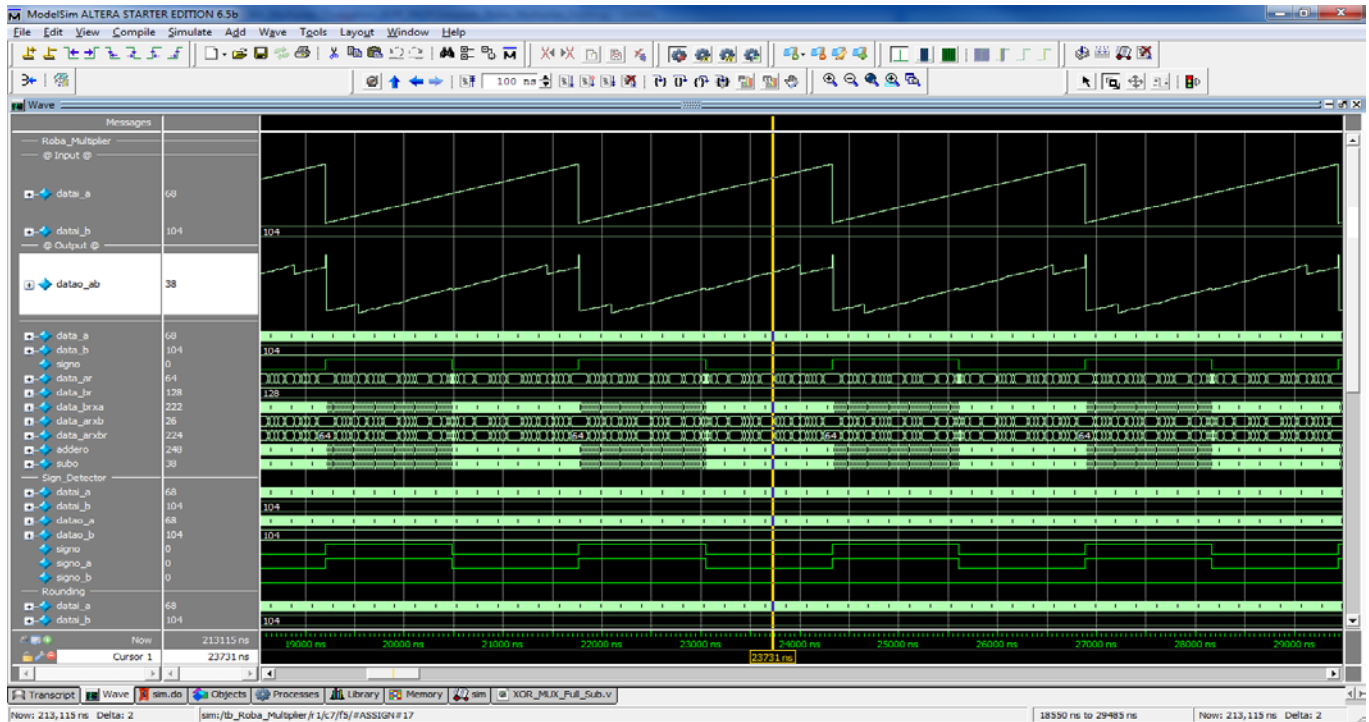 ModelSim ALTERA STARTER EDITION 6.5b
File Edit View Compile Simulate Add Wave Tools Layout Window Help
100 ns
Wave
Messages
Roba_Multiplier
@ Input @
datai_a 68
datai_b 104 104
@ Output @
datao_ab 38
data_a 68
data_b 104 104
signo 0
data_ar 64
data_br 128 128
data_brxa 222
data_arxb 26
data_arxbr 224 64 64 64 64
addero 248
subo 38
Sign_Detector
datai_a 68
datai_b 104 104
datao_a 68
datao_b 104 104
signo 0
signo_a 0
signo_b 0
Rounding
datai_a 68
datai_b 104 104
Now 213115 ns 19000 ns 20000 ns 21000 ns 22000 ns 23000 ns 24000 ns 25000 ns 26000 ns 27000 ns 28000 ns 29000 ns
Cursor 1 23731 ns 23731 ns
Transcript Wave sim.do Objects Processes Library Memory sim XOR_MUX_Full_Sub.v
Now: 213,115 ns Delta: 2 sim:/tb_Roba_Multiplier/r1/c7/f5/#ASSIGN#17 18550 ns to 29485 ns Now: 213,115 ns Delta: 2